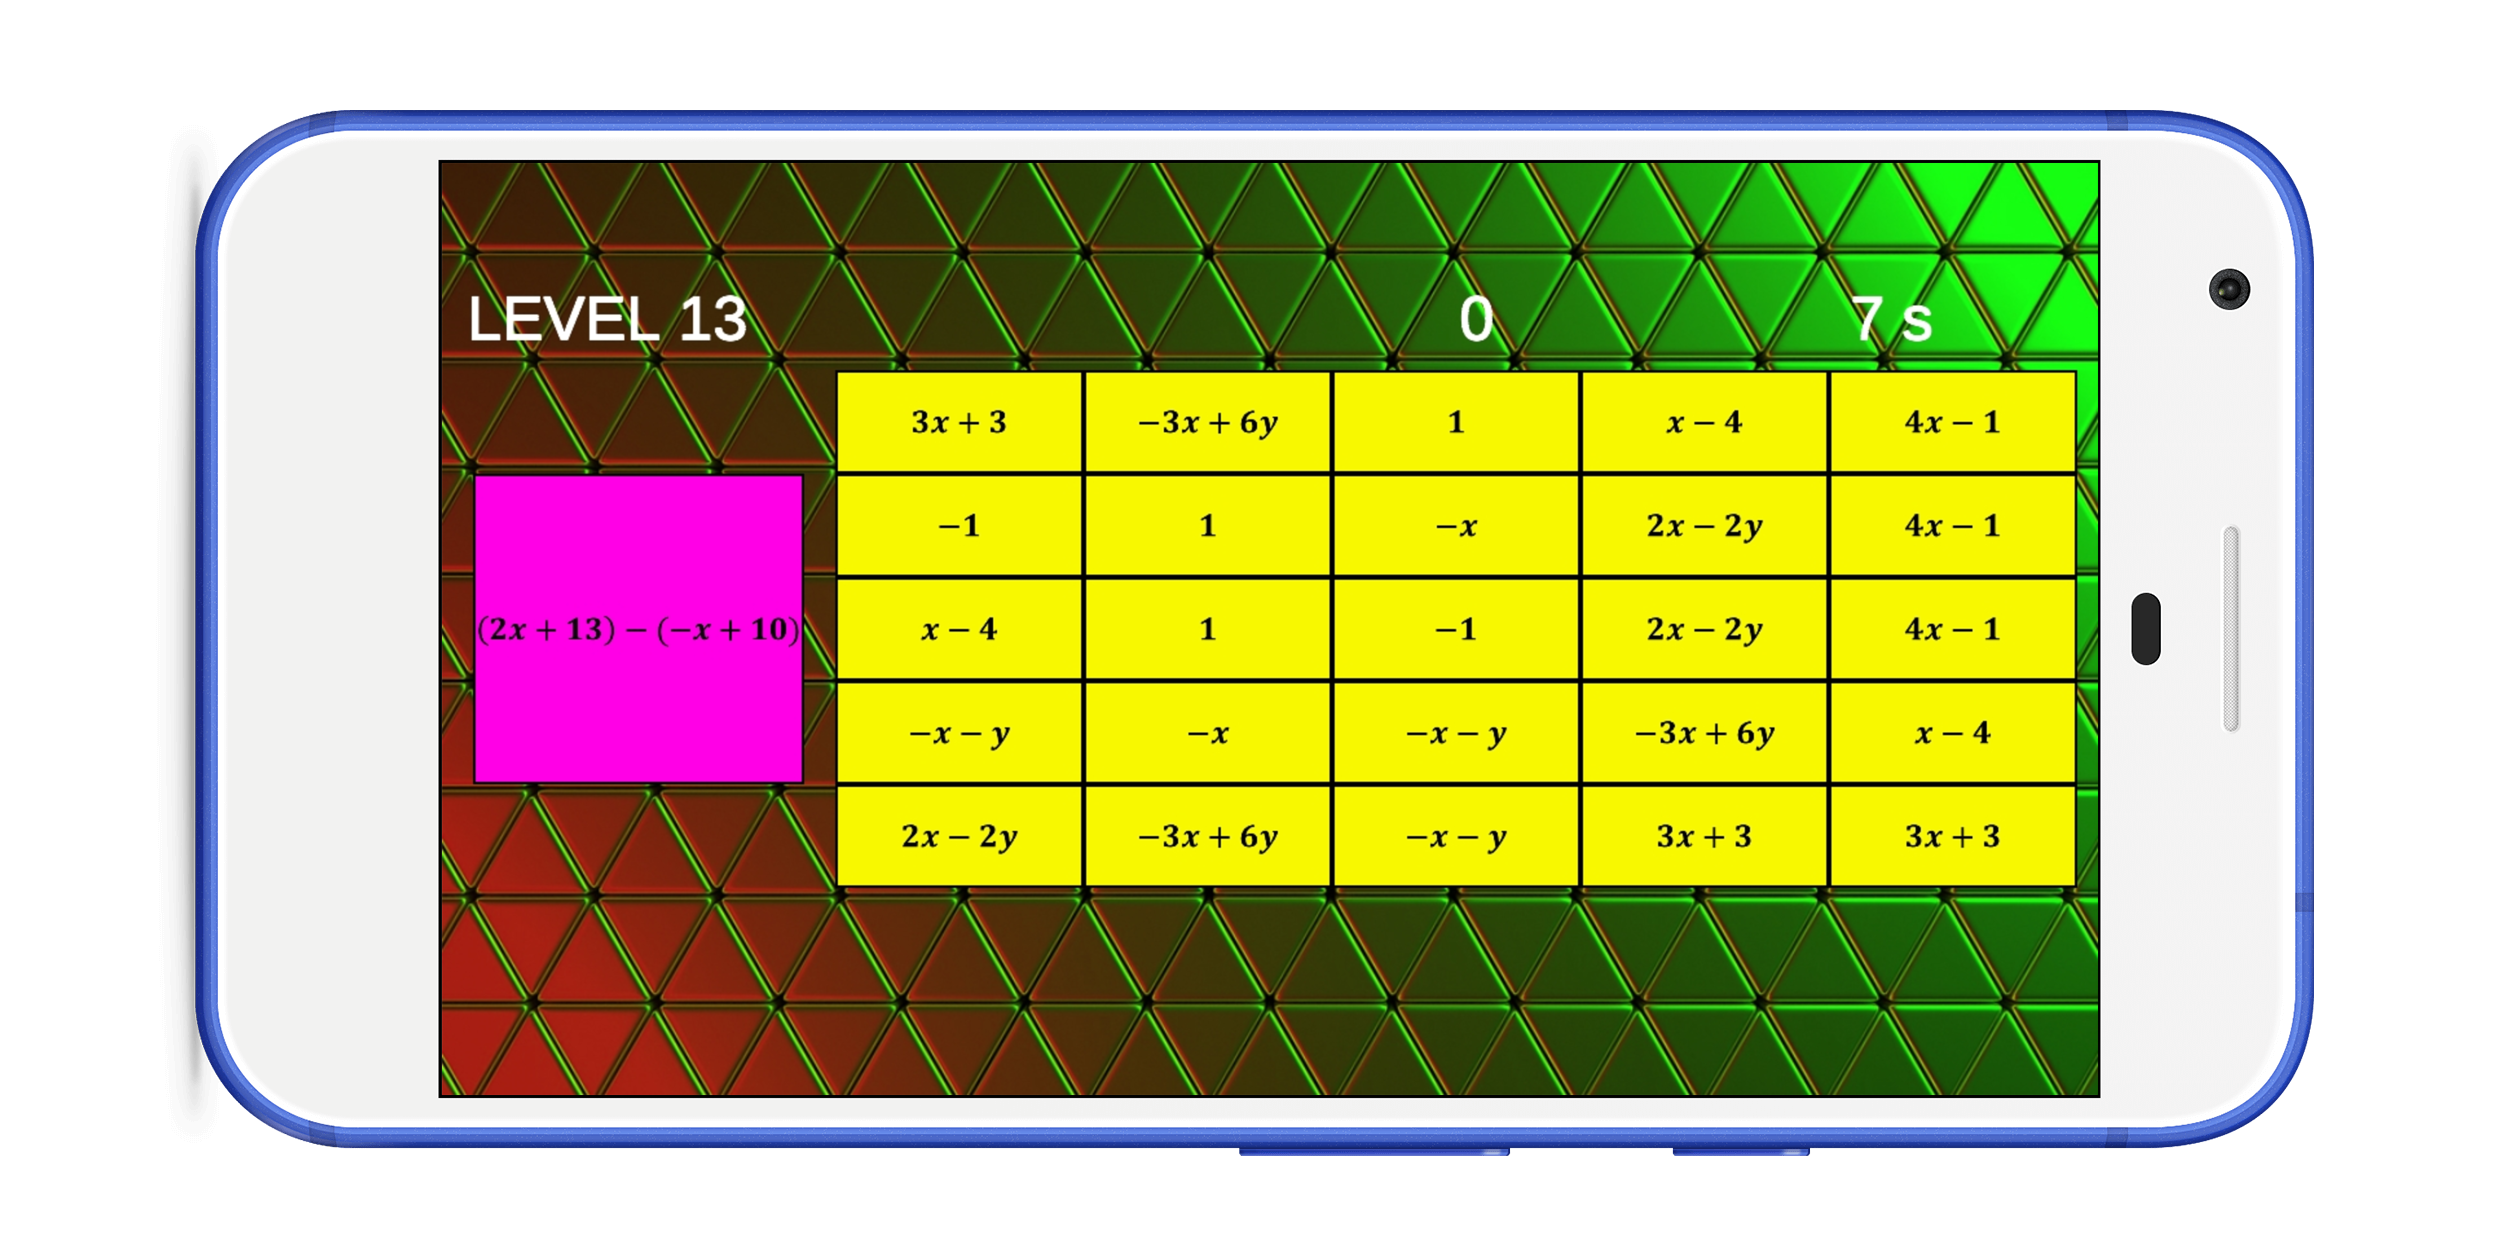 LEVEL 13 0 7 s
3x + 3 −3x + 6y 1 x − 4 4x − 1
−1 1 −x 2x − 2y 4x − 1
(2x + 13) − (−x + 10) x − 4 1 −1 2x − 2y 4x − 1
−x − y −x −x − y −3x + 6y x − 4
2x − 2y −3x + 6y −x − y 3x + 3 3x + 3